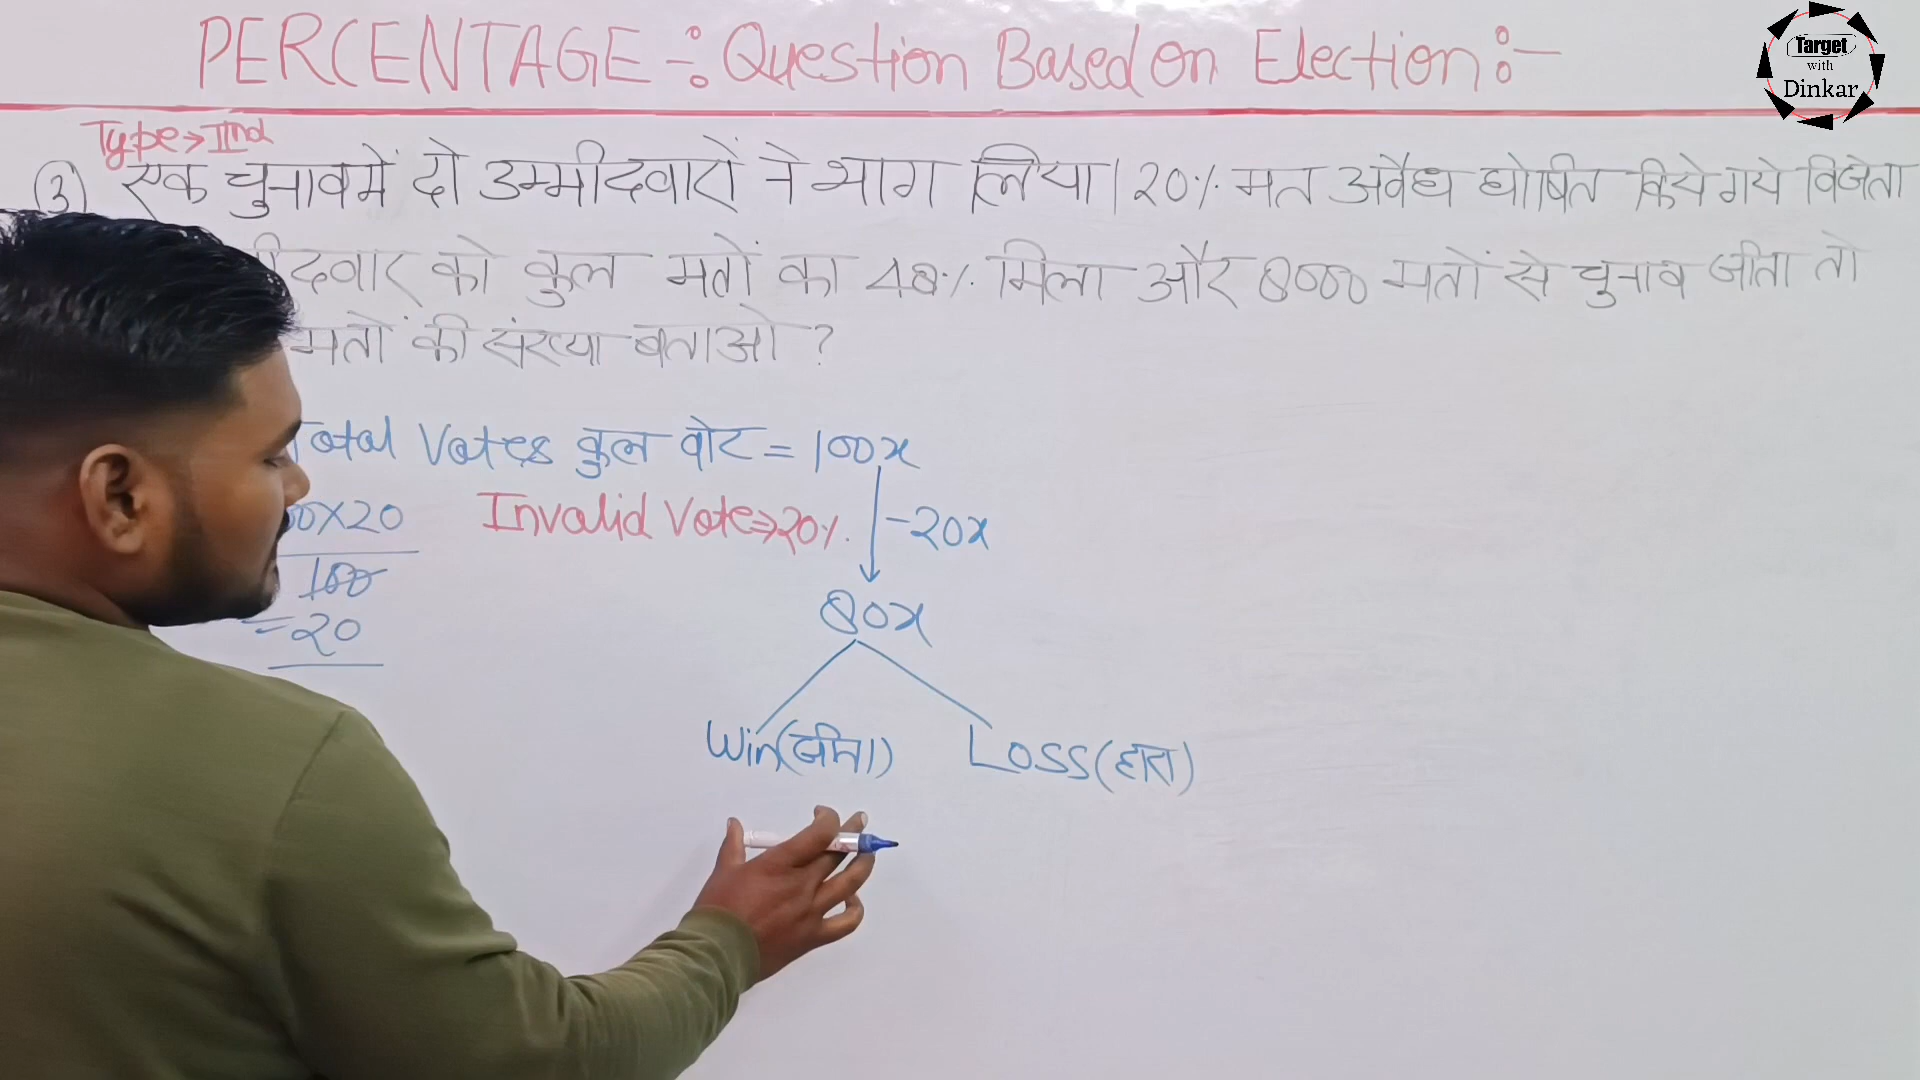 PERCENTAGE :- Question Based on Election :-
Target
with
Dinkar
Type → IInd
(3) एक चुनाव में दो उम्मीदवारों ने भाग लिया। 20% मत अवैध घोषित किये गये विजेता
को कुल मतों का 48% मिला और 8000 मतों से चुनाव जीता तो
मतों की संख्या बताओ ?
Total Votes कुल वोट = 100x
×20
100
= 20
Invalid Vote ⇒ 20%.
-20x
80x
Win(जीता)
Loss(हारा)